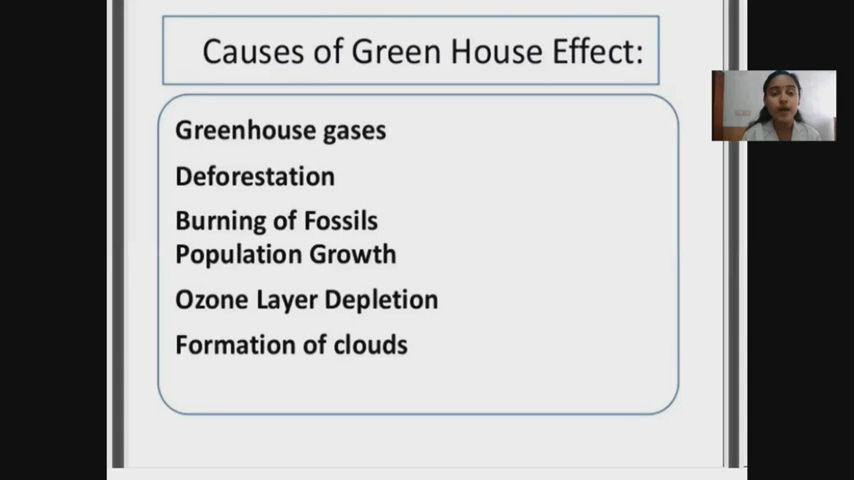 Causes of Green House Effect:
Greenhouse gases
Deforestation
Burning of Fossils
Population Growth
Ozone Layer Depletion
Formation of clouds